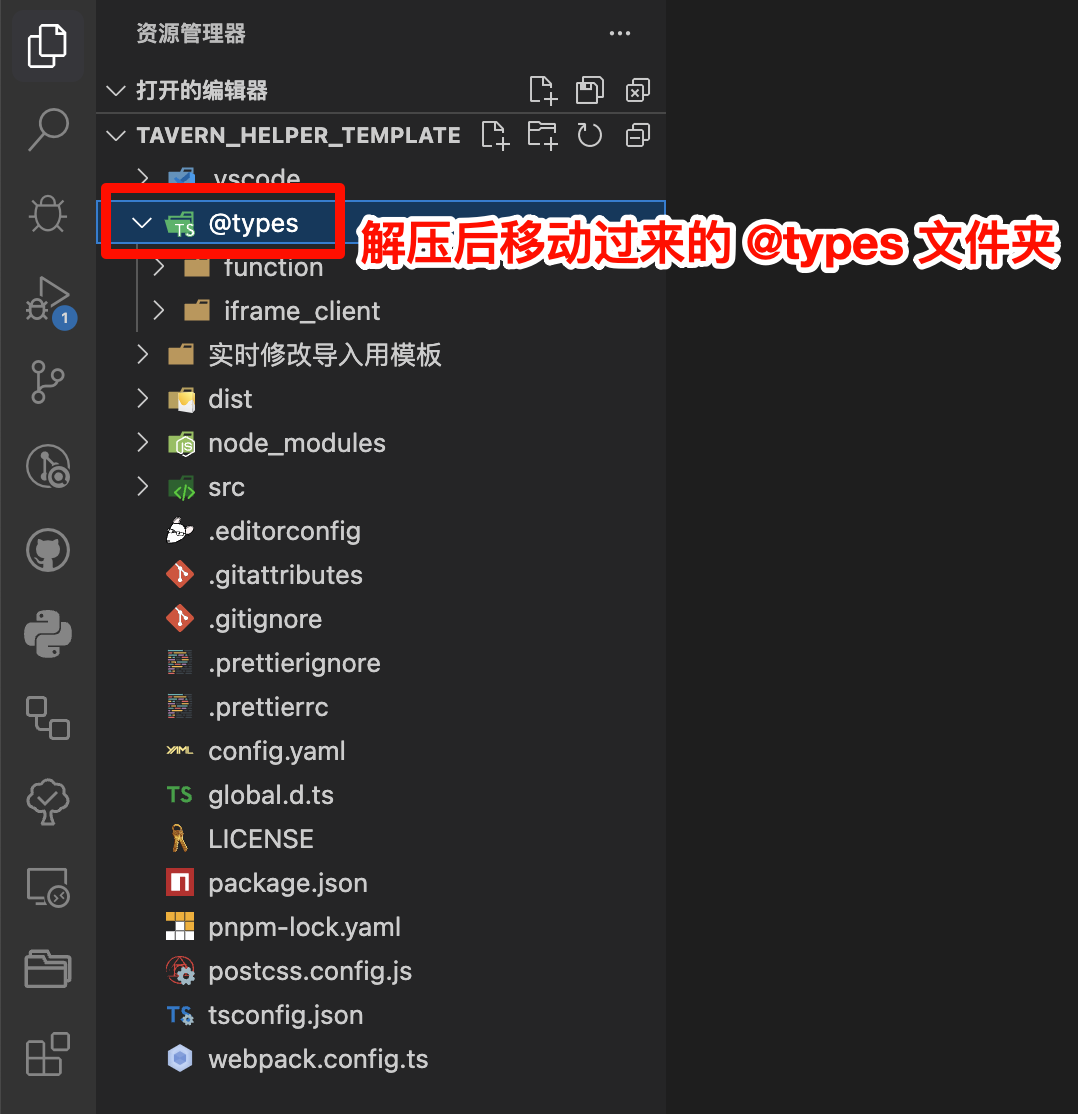 资源管理器
打开的编辑器
TAVERN_HELPER_TEMPLATE
.vscode
@types
解压后移动过来的 @types 文件夹
function
iframe_client
实时修改导入用模板
dist
node_modules
src
.editorconfig
.gitattributes
.gitignore
.prettierignore
.prettierrc
1
YAML config.yaml
TS global.d.ts
LICENSE
package.json
pnpm-lock.yaml
postcss.config.js
TS tsconfig.json
webpack.config.ts